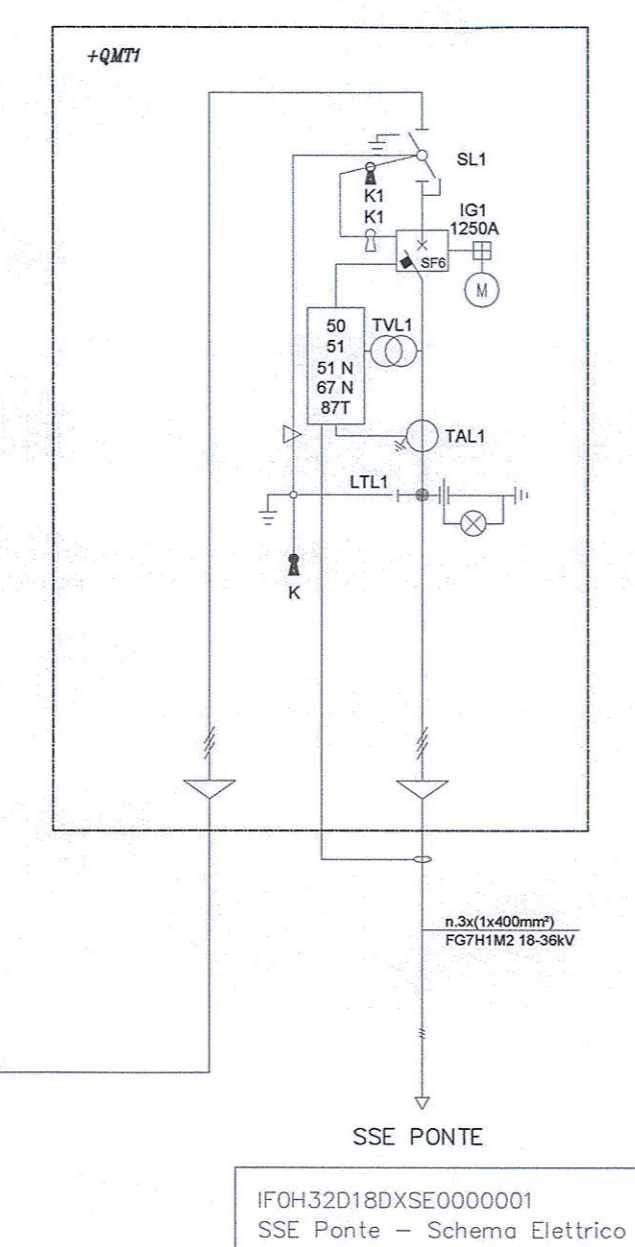 +QMT1
SL1
K1
K1
IG1
1250A
SF6
M
50
51
51 N
67 N
87T
TVL1
TAL1
LTL1
K
n.3x(1x400mm²)
FG7H1M2 18-36kV
SSE PONTE
IF0H32D18DXSE0000001
SSE Ponte – Schema Elettrico